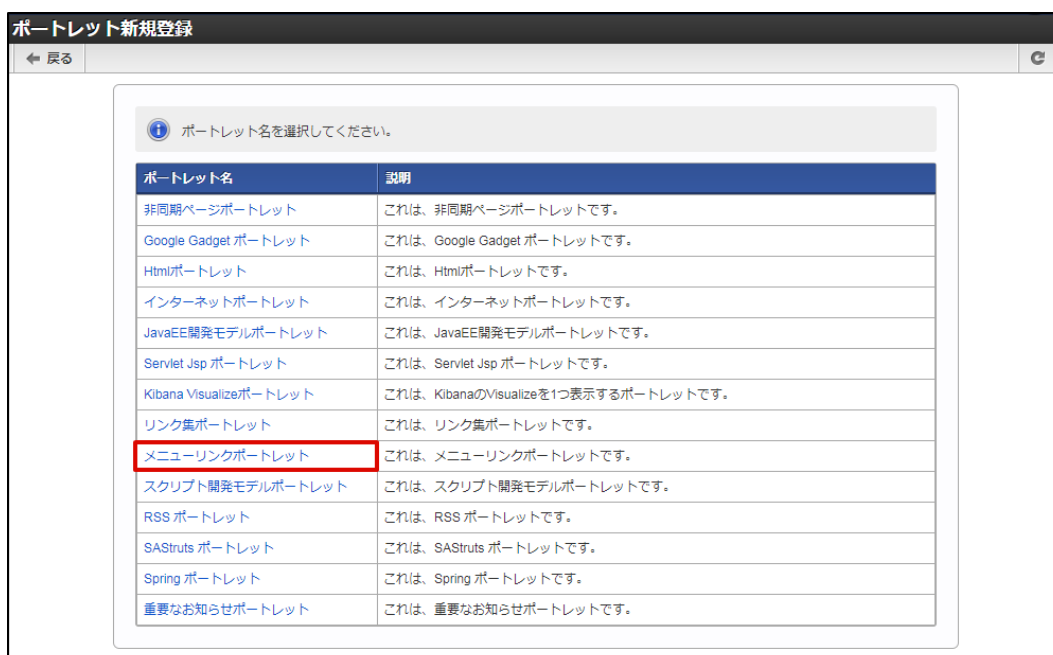 ポートレット新規登録
戻る
ポートレット名を選択してください。
ポートレット名 説明
非同期ページポートレット これは、非同期ページポートレットです。
Google Gadget ポートレット これは、Google Gadget ポートレットです。
Htmlポートレット これは、Htmlポートレットです。
インターネットポートレット これは、インターネットポートレットです。
JavaEE開発モデルポートレット これは、JavaEE開発モデルポートレットです。
Servlet Jsp ポートレット これは、Servlet Jsp ポートレットです。
Kibana Visualizeポートレット これは、KibanaのVisualizeを1つ表示するポートレットです。
リンク集ポートレット これは、リンク集ポートレットです。
メニューリンクポートレット これは、メニューリンクポートレットです。
スクリプト開発モデルポートレット これは、スクリプト開発モデルポートレットです。
RSS ポートレット これは、RSS ポートレットです。
SAStruts ポートレット これは、SAStruts ポートレットです。
Spring ポートレット これは、Spring ポートレットです。
重要なお知らせポートレット これは、重要なお知らせポートレットです。